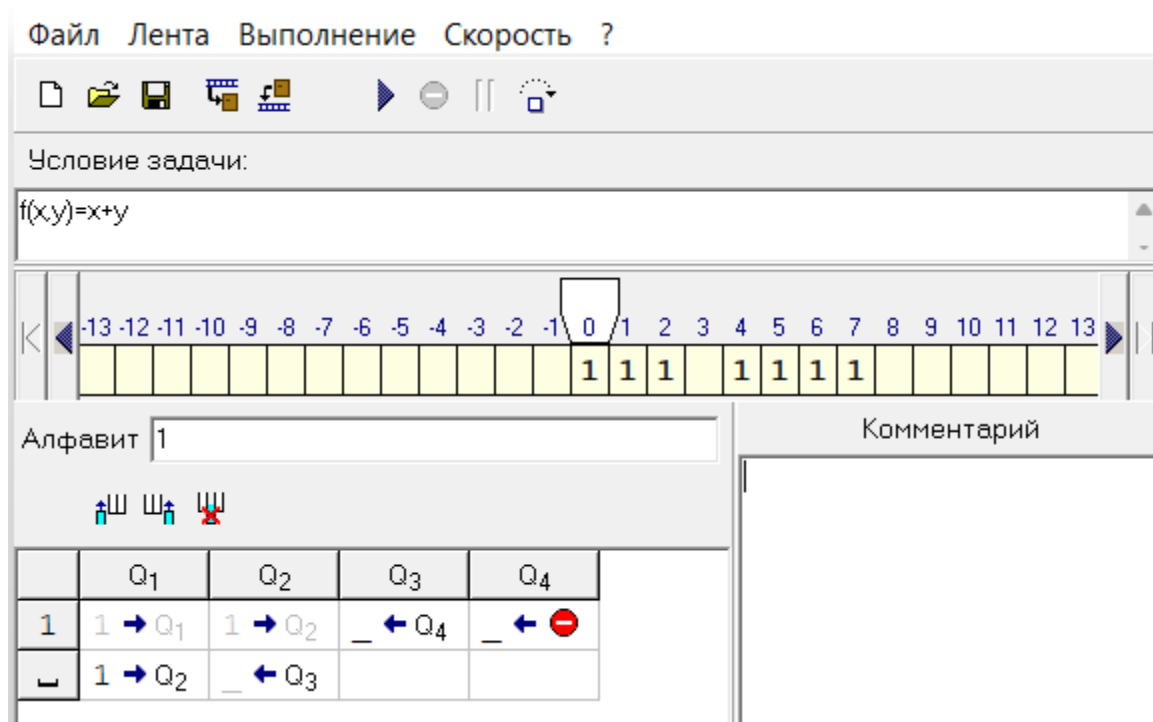 Файл Лента Выполнение Скорость ?
Условие задачи:
f(x,y)=x+y
-13 -12 -11 -10 -9 -8 -7 -6 -5 -4 -3 -2 -1 0 1 2 3 4 5 6 7 8 9 10 11 12 13
1 1 1 1 1 1 1
Алфавит 1
Комментарий
Q1 Q2 Q3 Q4
1 1 → Q1 1 → Q2 _ ← Q4 _ ←
␣ 1 → Q2 _ ← Q3